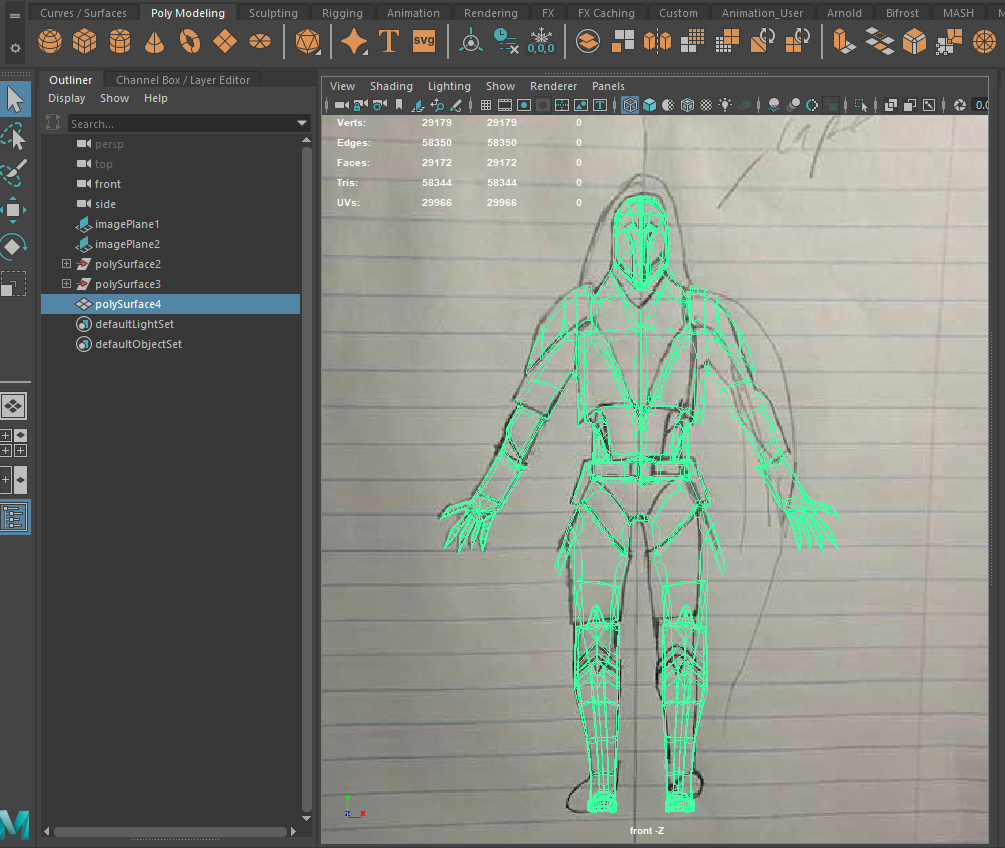 Curves / Surfaces Poly Modeling Sculpting Rigging Animation Rendering FX FX Caching Custom Animation_User Arnold Bifrost MASH
T svg 0,0,0
Outliner Channel Box / Layer Editor
Display Show Help
Search...
persp
top
front
side
imagePlane1
imagePlane2
polySurface2
polySurface3
polySurface4
defaultLightSet
defaultObjectSet
View Shading Lighting Show Renderer Panels
0.0
Verts: 29179 29179 0
Edges: 58350 58350 0
Faces: 29172 29172 0
Tris: 58344 58344 0
UVs: 29966 29966 0
front -Z